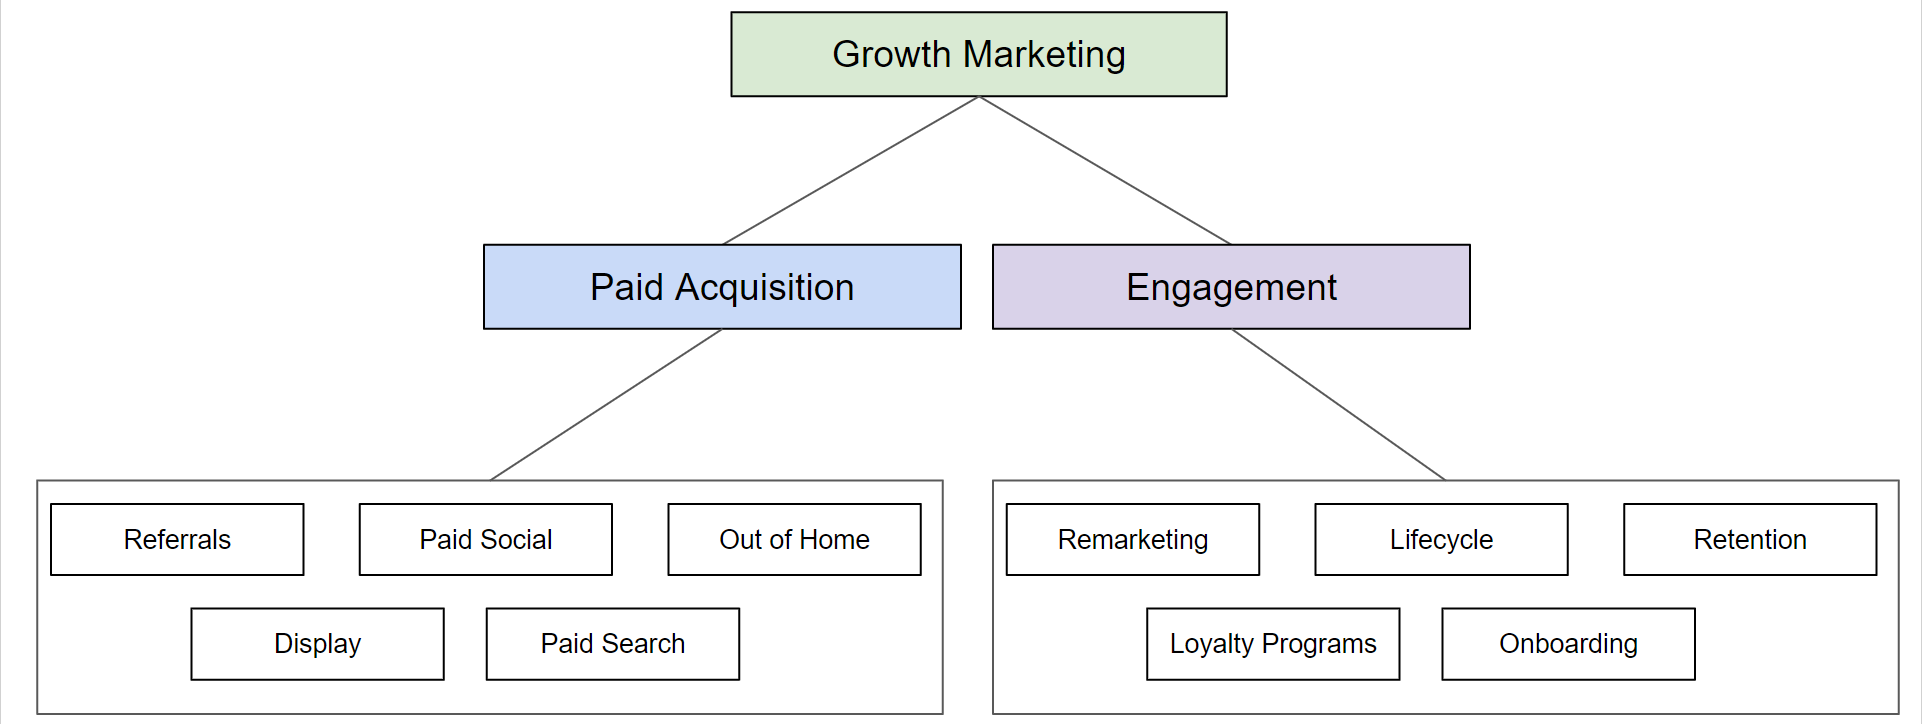 Growth Marketing
Paid Acquisition
Engagement
Referrals
Paid Social
Out of Home
Display
Paid Search
Remarketing
Lifecycle
Retention
Loyalty Programs
Onboarding